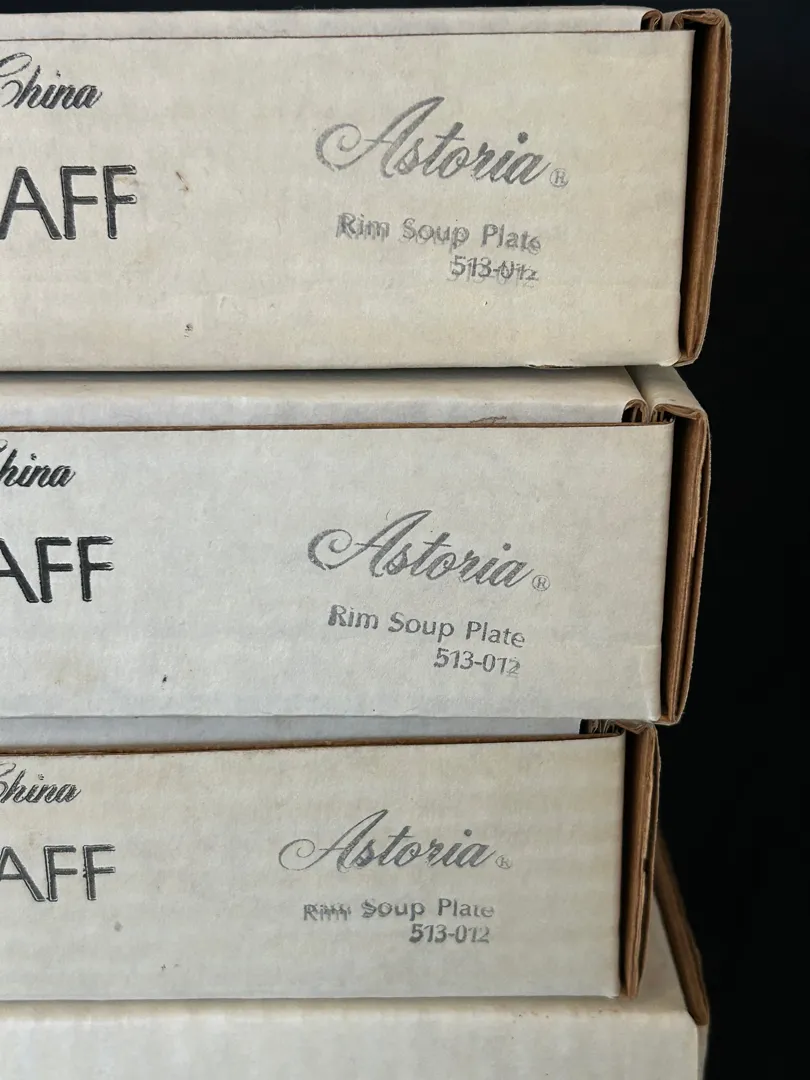 China
AFF
Astoria®
Rim Soup Plate
513-012
China
AFF
Astoria®
Rim Soup Plate
513-012
China
AFF
Astoria®
Rim Soup Plate
513-012